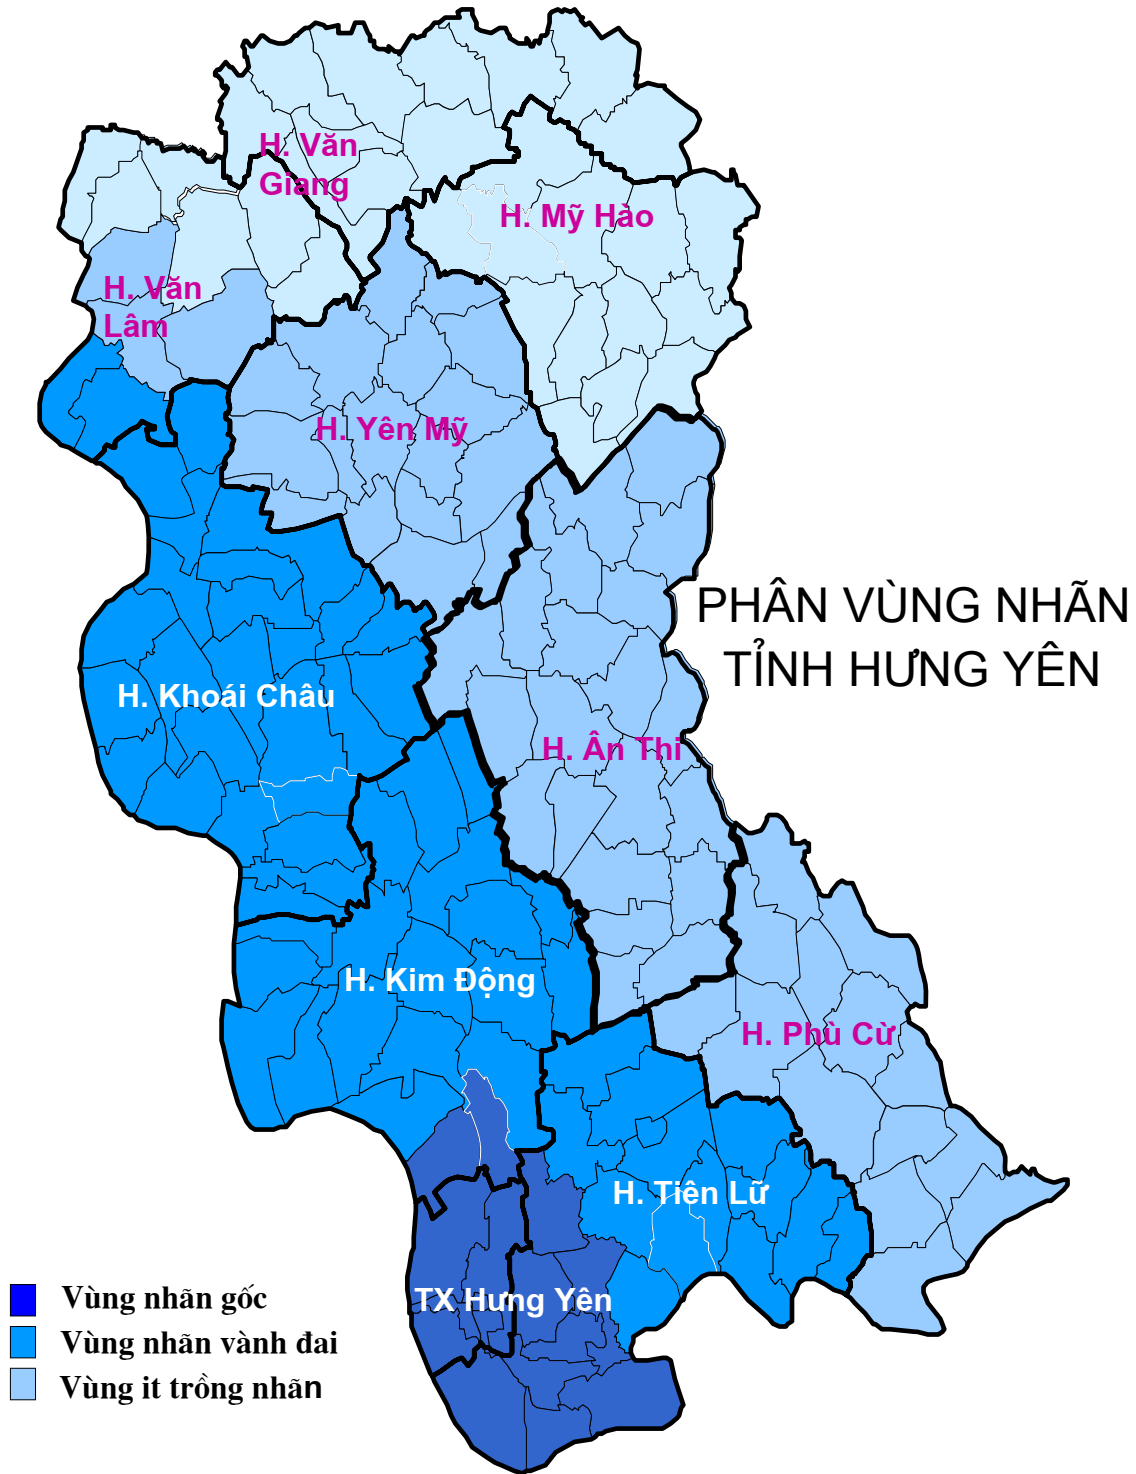 H. Văn
Giang
H. Mỹ Hào
H. Văn
Lâm
H. Yên Mỹ
PHÂN VÙNG NHÃN
TỈNH HƯNG YÊN
H. Khoái Châu
H. Ân Thi
H. Kim Động
H. Phù Cừ
H. Tiên Lữ
TX Hưng Yên
Vùng nhãn gốc
Vùng nhãn vành đai
Vùng it trồng nhãn